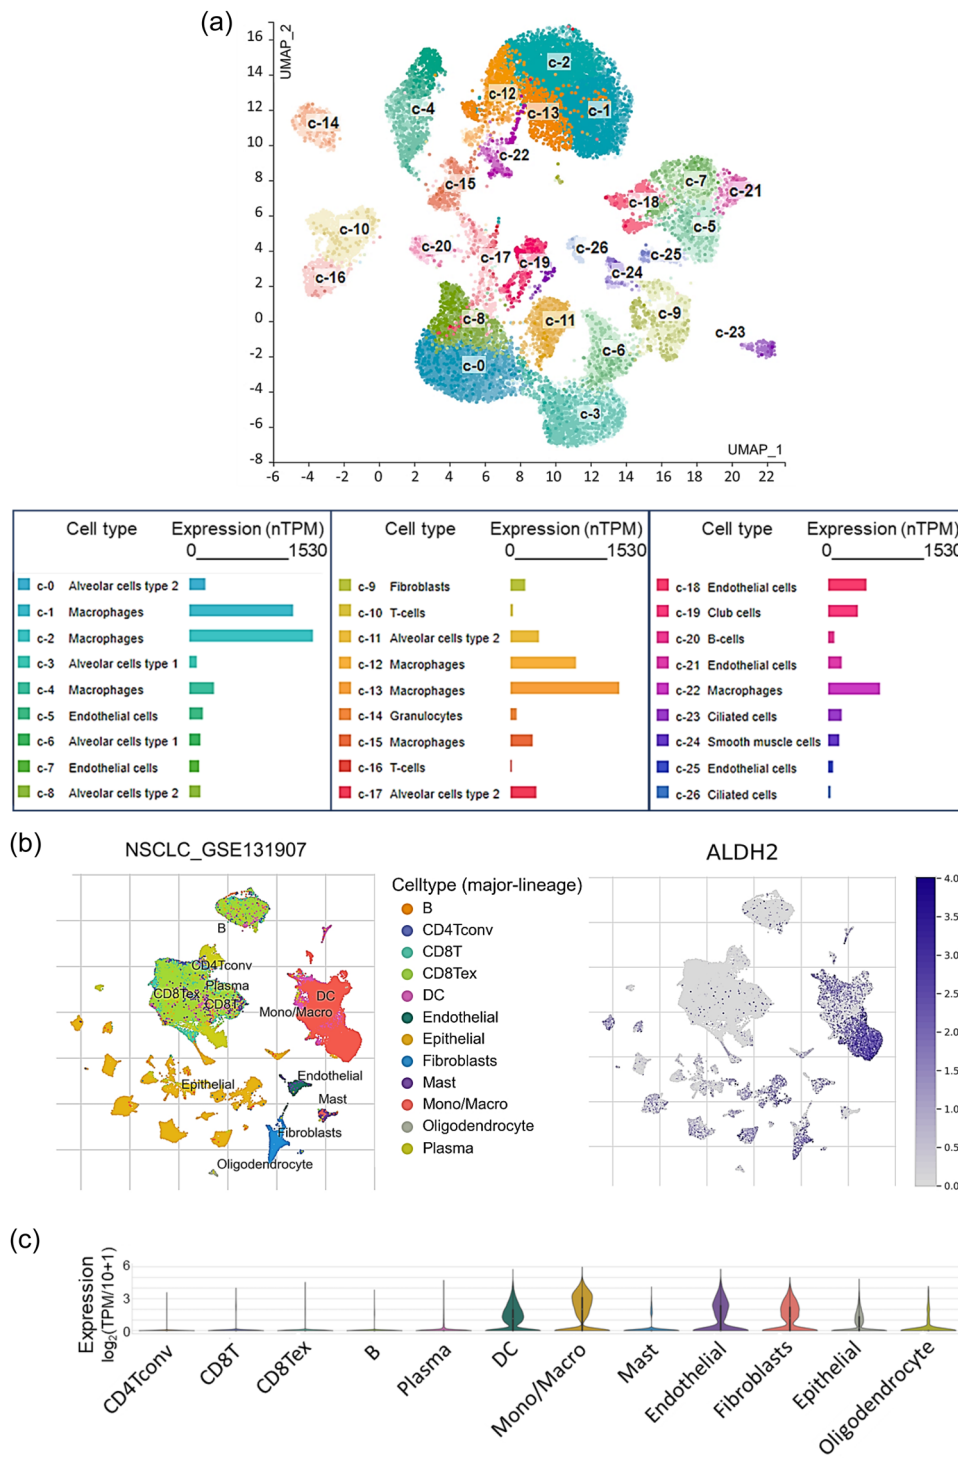 (a)
UMAP_2
16
14
12
10
8
6
4
2
0
-2
-4
-6
-8
c-2
c-12
c-4
c-13
c-1
c-14
c-22
c-15
c-7
c-21
c-18
c-10
c-5
c-20
c-26
c-17
c-19
c-25
c-16
c-24
c-8
c-11
c-9
c-23
c-6
c-0
c-3
UMAP_1
-6 -4 -2 0 2 4 6 8 10 12 14 16 18 20 22
Cell type Expression (nTPM)
0 1530
c-0 Alveolar cells type 2
c-1 Macrophages
c-2 Macrophages
c-3 Alveolar cells type 1
c-4 Macrophages
c-5 Endothelial cells
c-6 Alveolar cells type 1
c-7 Endothelial cells
c-8 Alveolar cells type 2
Cell type Expression (nTPM)
0 1530
c-9 Fibroblasts
c-10 T-cells
c-11 Alveolar cells type 2
c-12 Macrophages
c-13 Macrophages
c-14 Granulocytes
c-15 Macrophages
c-16 T-cells
c-17 Alveolar cells type 2
Cell type Expression (nTPM)
0 1530
c-18 Endothelial cells
c-19 Club cells
c-20 B-cells
c-21 Endothelial cells
c-22 Macrophages
c-23 Ciliated cells
c-24 Smooth muscle cells
c-25 Endothelial cells
c-26 Ciliated cells
(b)
NSCLC_GSE131907
B
CD4Tconv
Plasma
CD8Tex
CD8T
DC
Mono/Macro
Epithelial
Endothelial
Mast
Fibroblasts
Oligodendrocyte
Celltype (major-lineage)
B
CD4Tconv
CD8T
CD8Tex
DC
Endothelial
Epithelial
Fibroblasts
Mast
Mono/Macro
Oligodendrocyte
Plasma
ALDH2
4.0
3.5
3.0
2.5
2.0
1.5
1.0
0.5
0.0
(c)
Expression
log2(TPM/10+1)
6
3
0
CD4Tconv
CD8T
CD8Tex
B
Plasma
DC
Mono/Macro
Mast
Endothelial
Fibroblasts
Epithelial
Oligodendrocyte